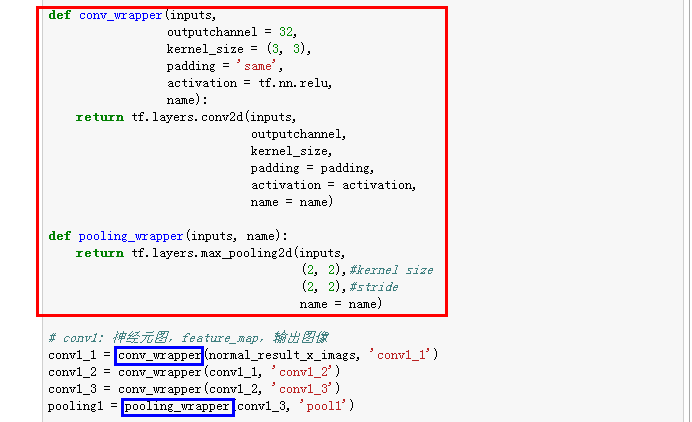 def conv_wrapper(inputs,
outputchannel = 32,
kernel_size = (3, 3),
padding = 'same',
activation = tf.nn.relu,
name):
return tf.layers.conv2d(inputs,
outputchannel,
kernel_size,
padding = padding,
activation = activation,
name = name)
def pooling_wrapper(inputs, name):
return tf.layers.max_pooling2d(inputs,
(2, 2),#kernel size
(2, 2),#stride
name = name)
# conv1: 神经元图, feature_map, 输出图像
conv1_1 = conv_wrapper(normal_result_x_imags, 'conv1_1')
conv1_2 = conv_wrapper(conv1_1, 'conv1_2')
conv1_3 = conv_wrapper(conv1_2, 'conv1_3')
pooling1 = pooling_wrapper(conv1_3, 'pool1')